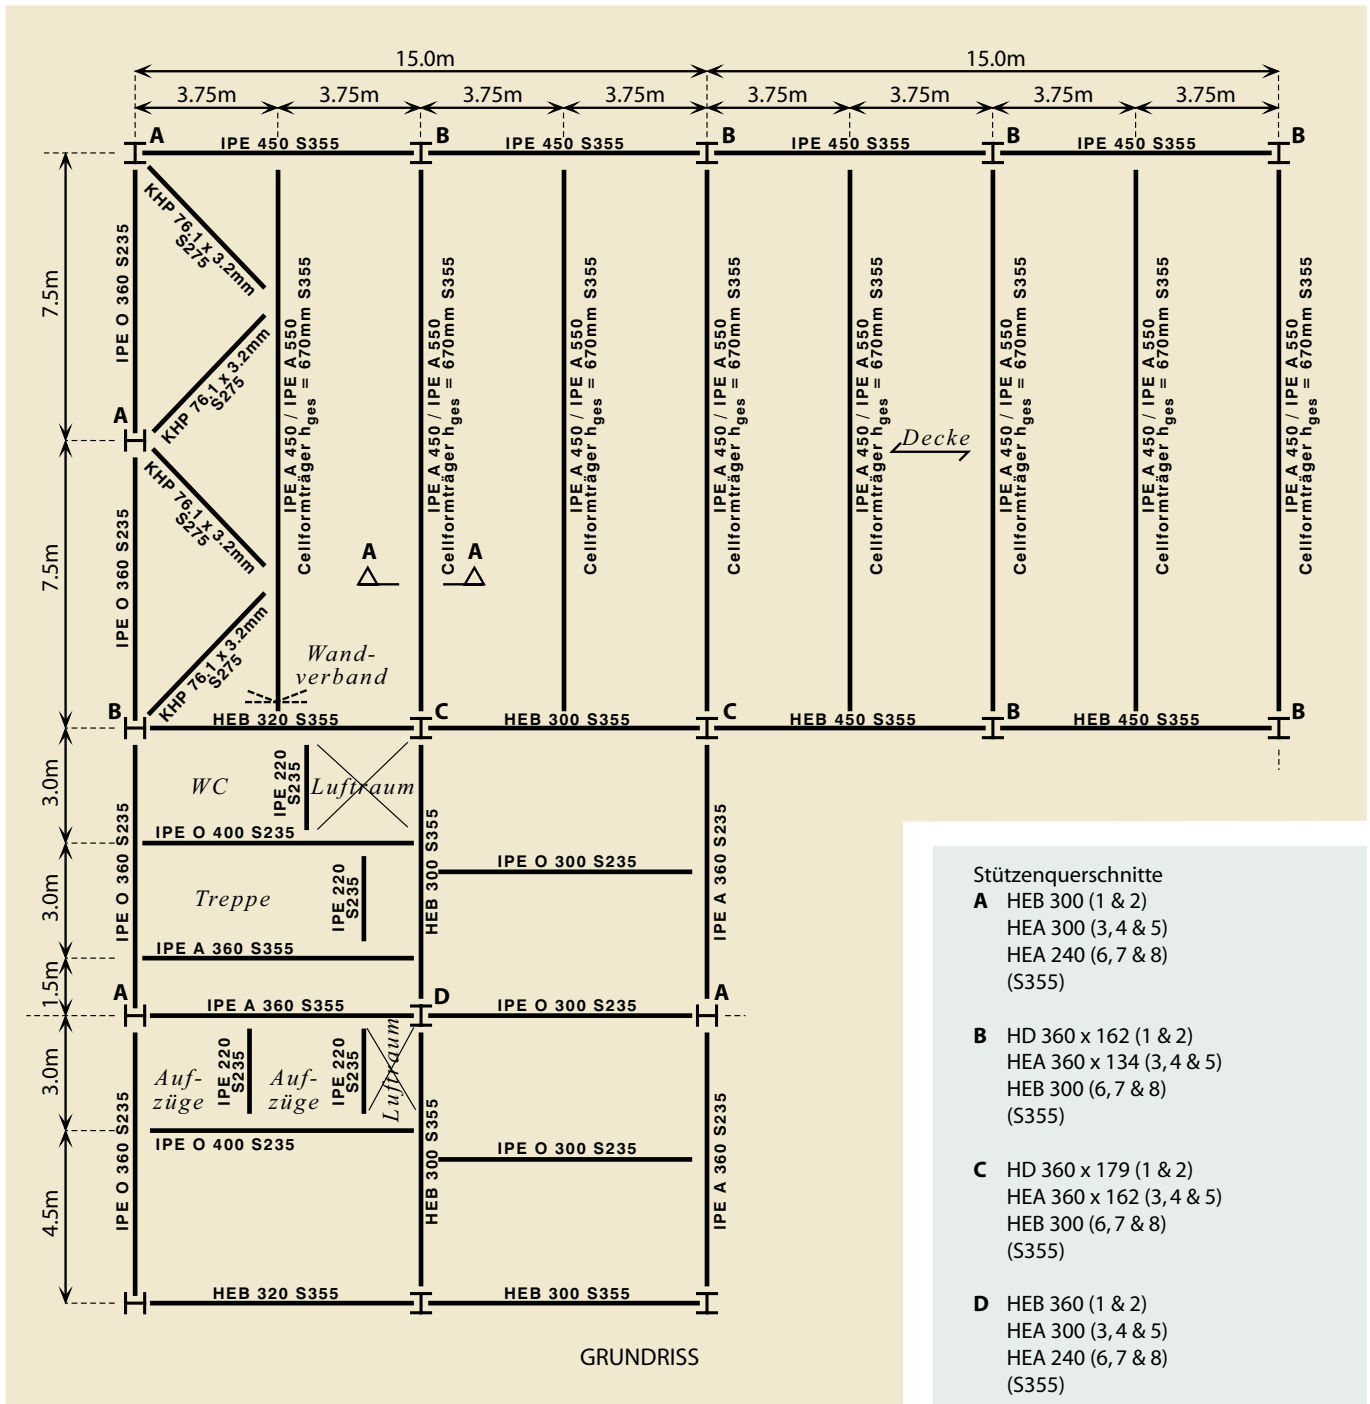 15.0m 15.0m
3.75m 3.75m 3.75m 3.75m 3.75m 3.75m 3.75m 3.75m
A B B B B
IPE 450 S355 IPE 450 S355 IPE 450 S355 IPE 450 S355
7.5m
IPE O 360 S235
KHP 76.1 x 3.2mm
S275
KHP 76.1 x 3.2mm
S275
IPE A 450 / IPE A 550
Cellformträger hges = 670mm S355
IPE A 450 / IPE A 550
Cellformträger hges = 670mm S355
IPE A 450 / IPE A 550
Cellformträger hges = 670mm S355
IPE A 450 / IPE A 550
Cellformträger hges = 670mm S355
IPE A 450 / IPE A 550
Cellformträger hges = 670mm S355
IPE A 450 / IPE A 550
Cellformträger hges = 670mm S355
IPE A 450 / IPE A 550
Cellformträger hges = 670mm S355
IPE A 450 / IPE A 550
Cellformträger hges = 670mm S355
A
Decke
7.5m
IPE O 360 S235
KHP 76.1 x 3.2mm
S275
KHP 76.1 x 3.2mm
S275
A A
Wand-
verband
B C C B B
HEB 320 S355 HEB 300 S355 HEB 450 S355 HEB 450 S355
3.0m
WC
IPE 220
S235
Luftraum
IPE O 400 S235
IPE O 360 S235
HEB 300 S355
IPE O 300 S235
IPE A 360 S235
3.0m
Treppe
IPE 220
S235
IPE A 360 S355
1.5m
A D A
IPE A 360 S355 IPE O 300 S235
3.0m
Auf-
züge
IPE 220
S235
Auf-
züge
IPE 220
S235
Luftraum
IPE O 400 S235
IPE O 360 S235
HEB 300 S355
IPE O 300 S235
IPE A 360 S235
4.5m
HEB 320 S355 HEB 300 S355
GRUNDRISS
Stützenquerschnitte
A HEB 300 (1 & 2)
HEA 300 (3, 4 & 5)
HEA 240 (6, 7 & 8)
(S355)
B HD 360 x 162 (1 & 2)
HEA 360 x 134 (3, 4 & 5)
HEB 300 (6, 7 & 8)
(S355)
C HD 360 x 179 (1 & 2)
HEA 360 x 162 (3, 4 & 5)
HEB 300 (6, 7 & 8)
(S355)
D HEB 360 (1 & 2)
HEA 300 (3, 4 & 5)
HEA 240 (6, 7 & 8)
(S355)